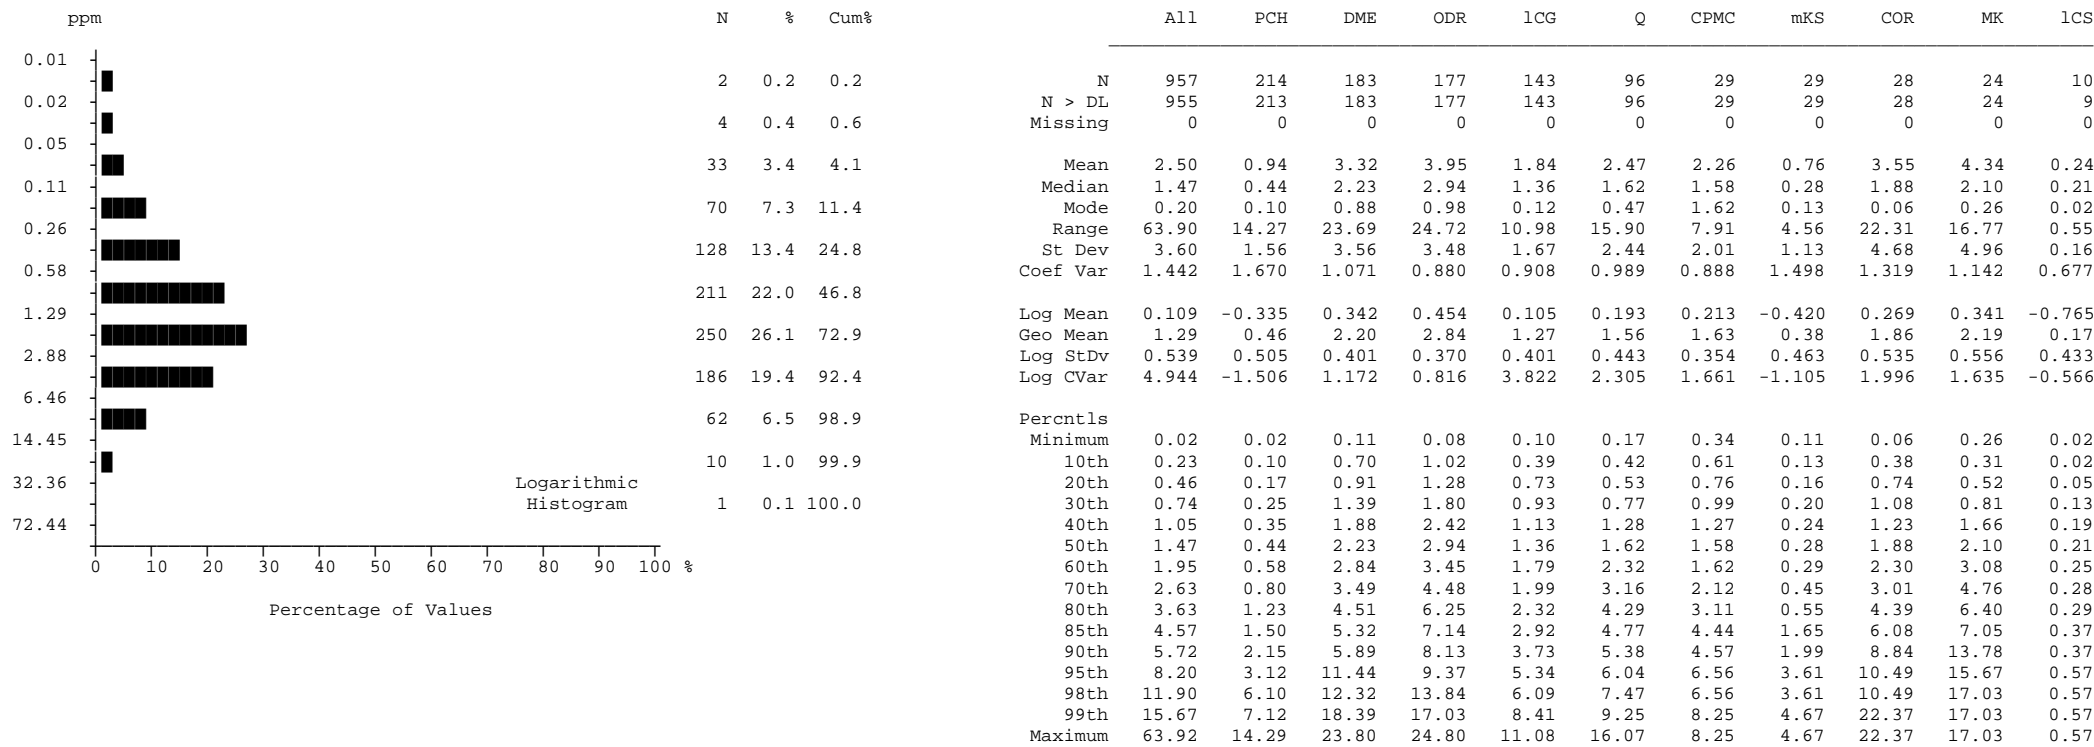 ppm N % Cum%
0.01
2 0.2 0.2
0.02
4 0.4 0.6
0.05
33 3.4 4.1
0.11
70 7.3 11.4
0.26
128 13.4 24.8
0.58
211 22.0 46.8
1.29
250 26.1 72.9
2.88
186 19.4 92.4
6.46
62 6.5 98.9
14.45
10 1.0 99.9
32.36 Logarithmic
Histogram 1 0.1 100.0
72.44
0 10 20 30 40 50 60 70 80 90 100 %
Percentage of Values
All PCH DME ODR lCG Q CPMC mKS COR MK lCS
N 957 214 183 177 143 96 29 29 28 24 10
N > DL 955 213 183 177 143 96 29 29 28 24 9
Missing 0 0 0 0 0 0 0 0 0 0 0
Mean 2.50 0.94 3.32 3.95 1.84 2.47 2.26 0.76 3.55 4.34 0.24
Median 1.47 0.44 2.23 2.94 1.36 1.62 1.58 0.28 1.88 2.10 0.21
Mode 0.20 0.10 0.88 0.98 0.12 0.47 1.62 0.13 0.06 0.26 0.02
Range 63.90 14.27 23.69 24.72 10.98 15.90 7.91 4.56 22.31 16.77 0.55
St Dev 3.60 1.56 3.56 3.48 1.67 2.44 2.01 1.13 4.68 4.96 0.16
Coef Var 1.442 1.670 1.071 0.880 0.908 0.989 0.888 1.498 1.319 1.142 0.677
Log Mean 0.109 -0.335 0.342 0.454 0.105 0.193 0.213 -0.420 0.269 0.341 -0.765
Geo Mean 1.29 0.46 2.20 2.84 1.27 1.56 1.63 0.38 1.86 2.19 0.17
Log StDv 0.539 0.505 0.401 0.370 0.401 0.443 0.354 0.463 0.535 0.556 0.433
Log CVar 4.944 -1.506 1.172 0.816 3.822 2.305 1.661 -1.105 1.996 1.635 -0.566
Percntls
Minimum 0.02 0.02 0.11 0.08 0.10 0.17 0.34 0.11 0.06 0.26 0.02
10th 0.23 0.10 0.70 1.02 0.39 0.42 0.61 0.13 0.38 0.31 0.02
20th 0.46 0.17 0.91 1.28 0.73 0.53 0.76 0.16 0.74 0.52 0.05
30th 0.74 0.25 1.39 1.80 0.93 0.77 0.99 0.20 1.08 0.81 0.13
40th 1.05 0.35 1.88 2.42 1.13 1.28 1.27 0.24 1.23 1.66 0.19
50th 1.47 0.44 2.23 2.94 1.36 1.62 1.58 0.28 1.88 2.10 0.21
60th 1.95 0.58 2.84 3.45 1.79 2.32 1.62 0.29 2.30 3.08 0.25
70th 2.63 0.80 3.49 4.48 1.99 3.16 2.12 0.45 3.01 4.76 0.28
80th 3.63 1.23 4.51 6.25 2.32 4.29 3.11 0.55 4.39 6.40 0.29
85th 4.57 1.50 5.32 7.14 2.92 4.77 4.44 1.65 6.08 7.05 0.37
90th 5.72 2.15 5.89 8.13 3.73 5.38 4.57 1.99 8.84 13.78 0.37
95th 8.20 3.12 11.44 9.37 5.34 6.04 6.56 3.61 10.49 15.67 0.57
98th 11.90 6.10 12.32 13.84 6.09 7.47 6.56 3.61 10.49 17.03 0.57
99th 15.67 7.12 18.39 17.03 8.41 9.25 8.25 4.67 22.37 17.03 0.57
Maximum 63.92 14.29 23.80 24.80 11.08 16.07 8.25 4.67 22.37 17.03 0.57